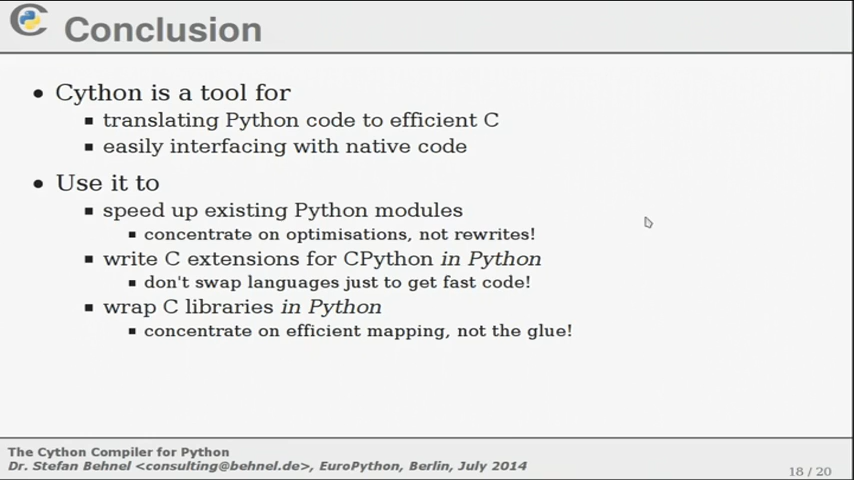 Conclusion
• Cython is a tool for
▪ translating Python code to efficient C
▪ easily interfacing with native code
• Use it to
▪ speed up existing Python modules
▪ concentrate on optimisations, not rewrites!
▪ write C extensions for CPython in Python
▪ don't swap languages just to get fast code!
▪ wrap C libraries in Python
▪ concentrate on efficient mapping, not the glue!
The Cython Compiler for Python
Dr. Stefan Behnel <consulting@behnel.de>, EuroPython, Berlin, July 2014
18 / 20